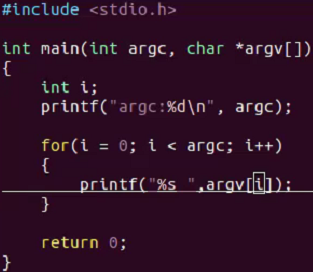 #include <stdio.h>
int main(int argc, char *argv[])
{
int i;
printf("argc:%d\n", argc);
for(i = 0; i < argc; i++)
{
printf("%s ",argv[i]);
}
return 0;
}